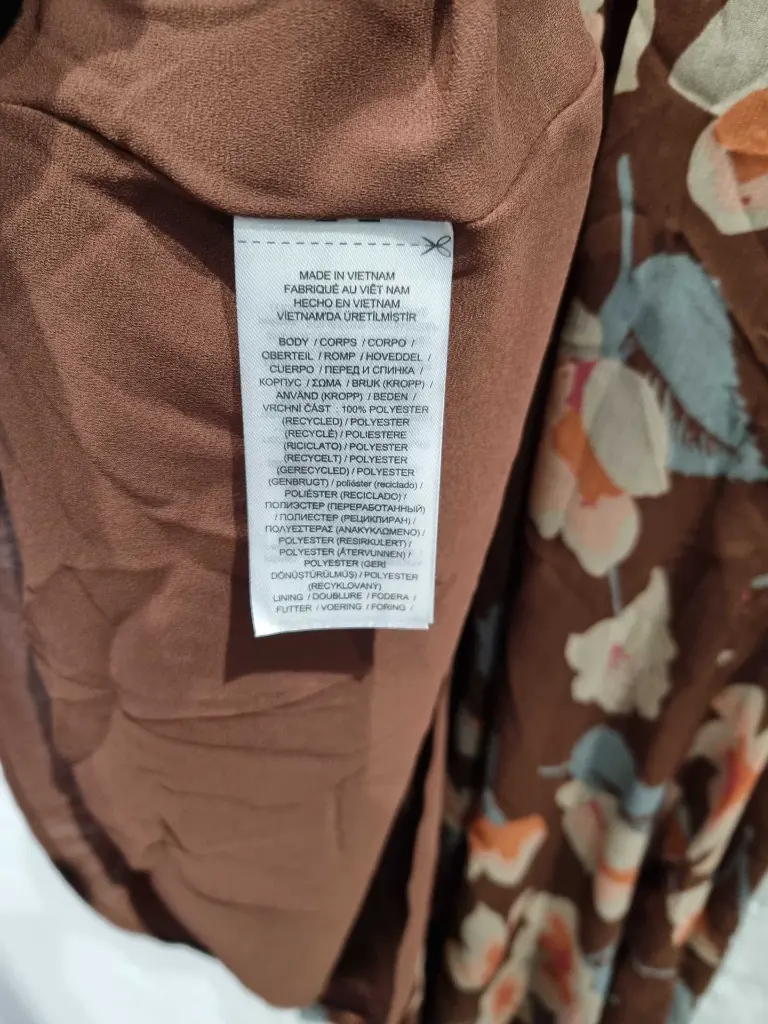 MADE IN VIETNAM
FABRIQUÉ AU VIÊT NAM
HECHO EN VIETNAM
VİETNAM'DA ÜRETİLMİŞTİR
BODY / CORPS / CORPO /
OBERTEIL / ROMP / HOVEDDEL /
CUERPO / ПЕРЕД И СПИНКА /
КОРПУС / ΣΩΜΑ / BRUK (KROPP) /
ANVÄND (KROPP) / BEDEN /
VRCHNÍ ČÁST : 100% POLYESTER
(RECYCLED) / POLYESTER
(RECYCLÉ) / POLIESTERE
(RICICLATO) / POLYESTER
(RECYCELT) / POLYESTER
(GERECYCLED) / POLYESTER
(GENBRUGT) / poliéster (reciclado) /
POLIÉSTER (RECICLADO) /
ПОЛИЭСТЕР (ПЕРЕРАБОТАННЫЙ)
/ ПОЛИЕСТЕР (РЕЦИКЛИРАН) /
ΠΟΛΥΕΣΤΕΡΑΣ (ΑΝΑΚΥΚΛΩΜΕΝΟ) /
POLYESTER (RESIRKULERT) /
POLYESTER (ÅTERVUNNEN) /
POLYESTER (GERİ
DÖNÜŞTÜRÜLMÜŞ) / POLYESTER
(RECYKLOVANÝ)
LINING / DOUBLURE / FODERA /
FUTTER / VOERING / FORING /